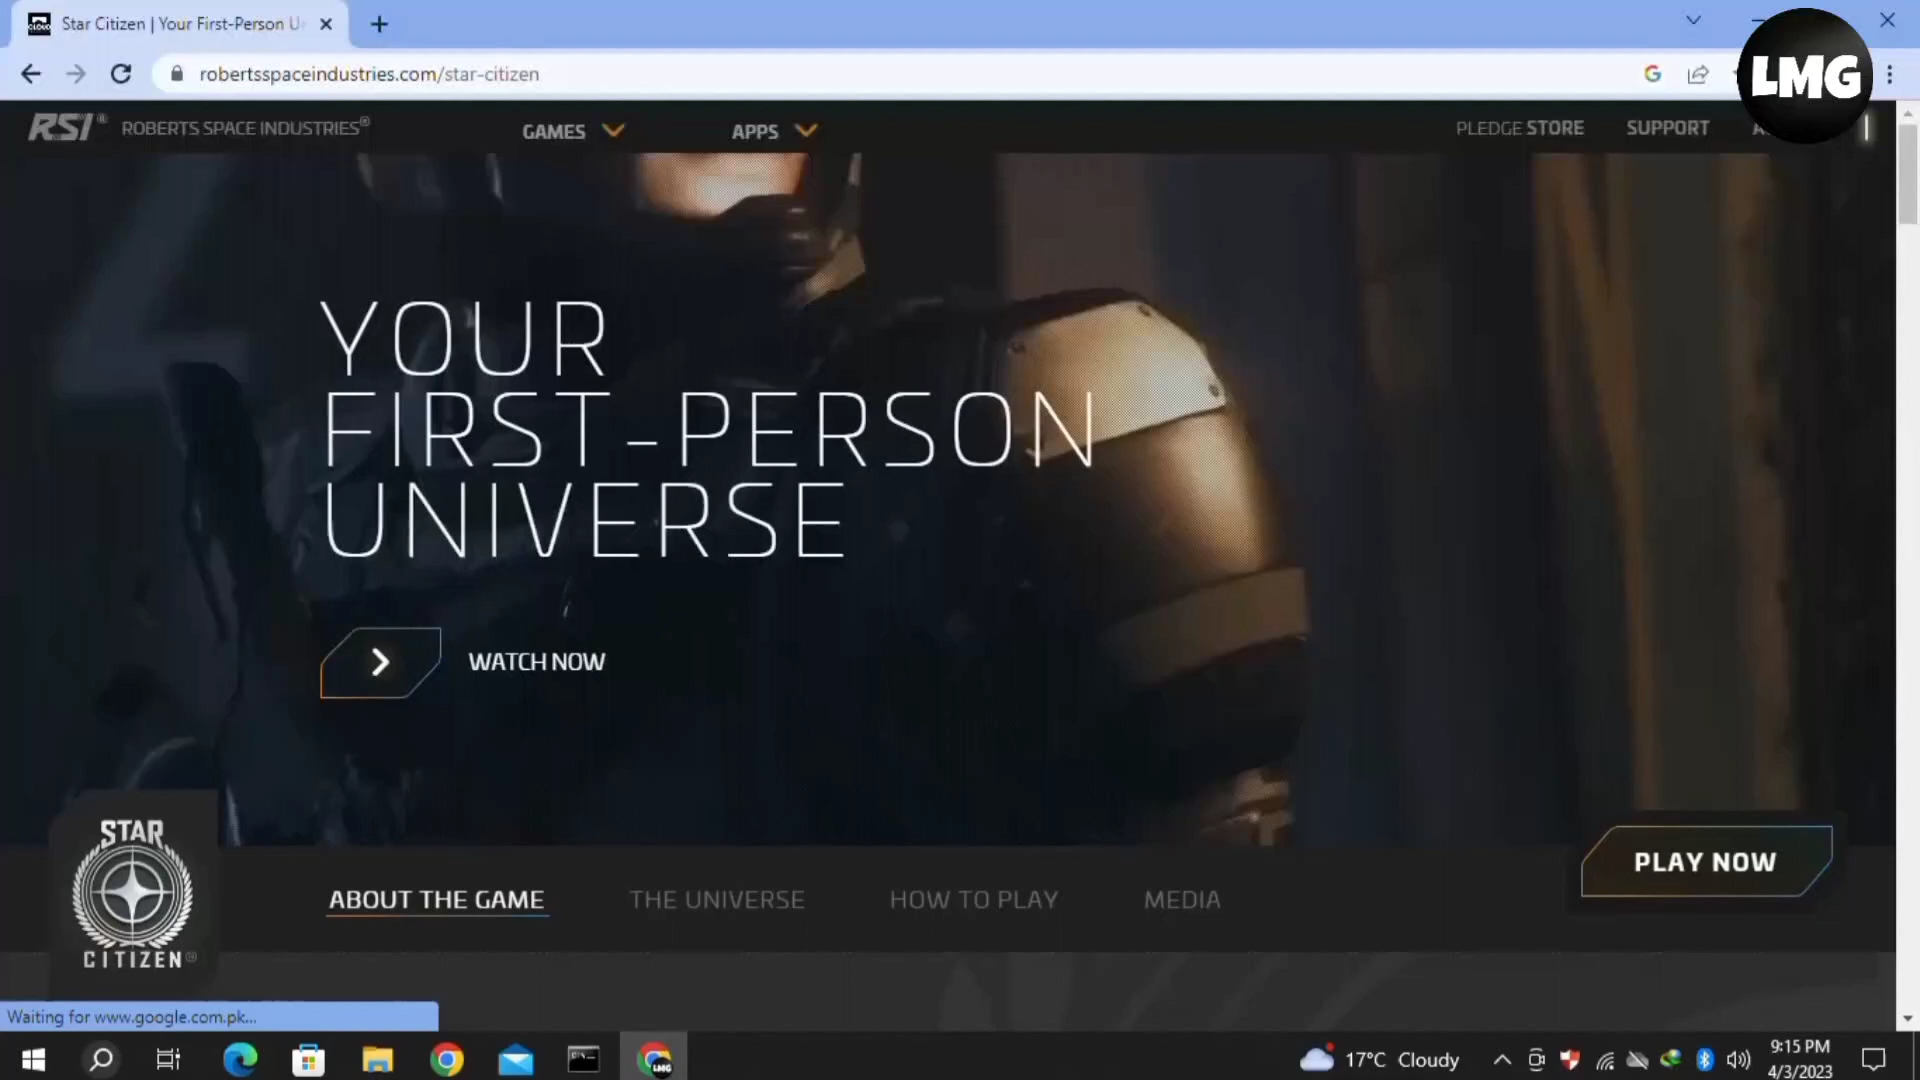 Star Citizen | Your First-Person U
robertsspaceindustries.com/star-citizen
LMG
RSI® ROBERTS SPACE INDUSTRIES®
GAMES
APPS
PLEDGE STORE
SUPPORT
YOUR
FIRST-PERSON
UNIVERSE
WATCH NOW
STAR
CITIZEN®
ABOUT THE GAME
THE UNIVERSE
HOW TO PLAY
MEDIA
PLAY NOW
Waiting for www.google.com.pk...
LMG
17°C Cloudy
9:15 PM
4/3/2023